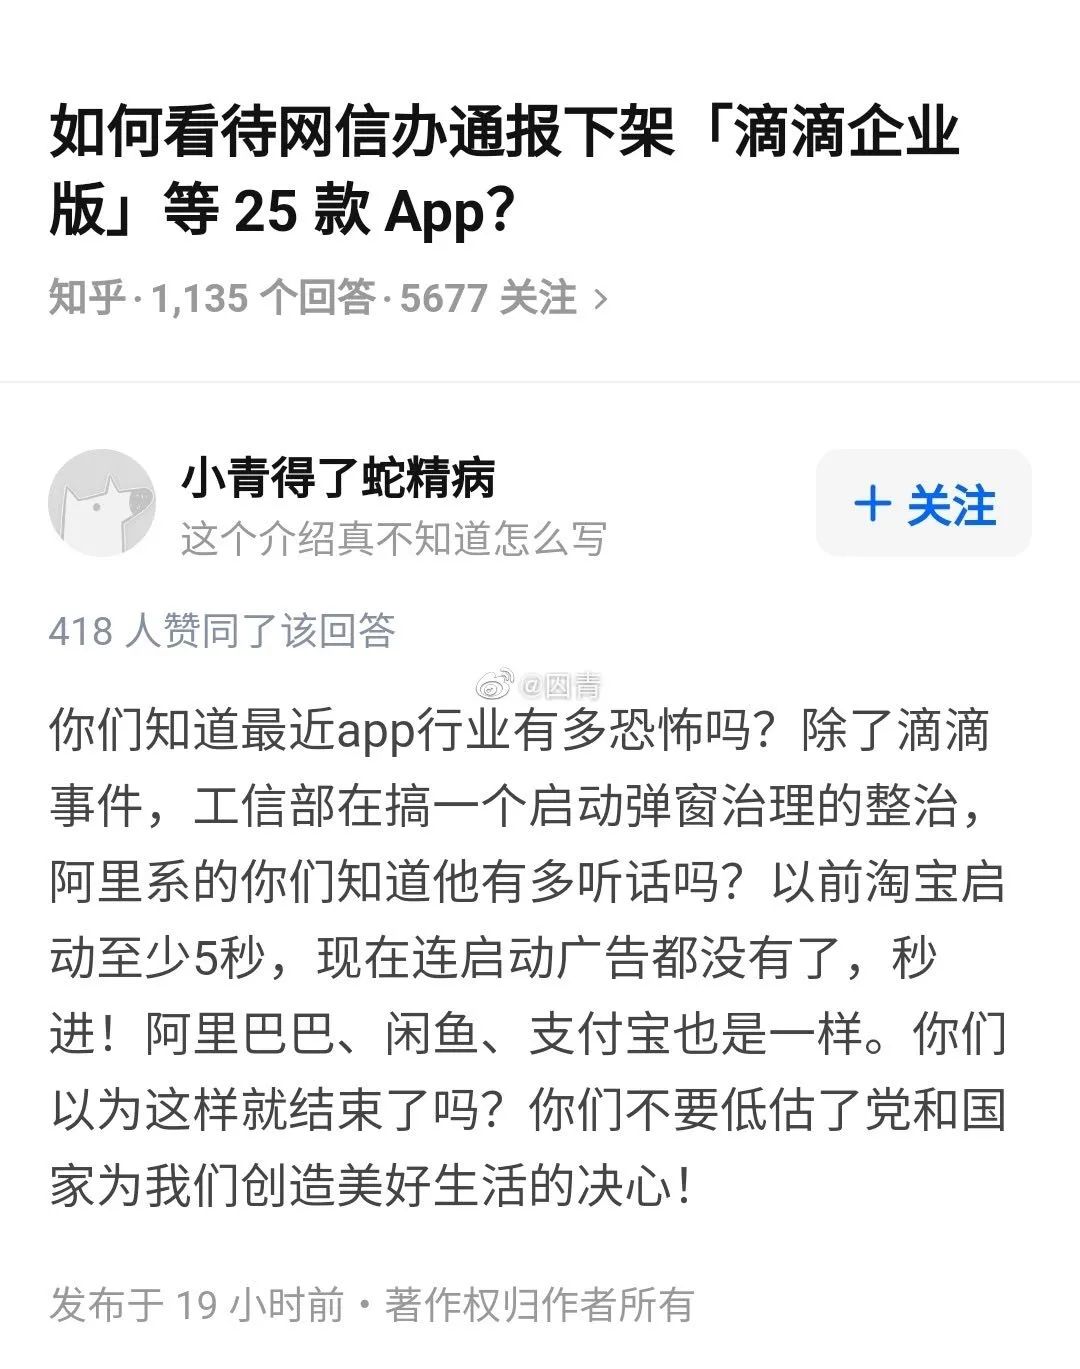 如何看待网信办通报下架「滴滴企业
版」等 25 款 App?
知乎·1,135 个回答·5677 关注 >
小青得了蛇精病
这个介绍真不知道怎么写
+ 关注
418 人赞同了该回答
@囡青
你们知道最近app行业有多恐怖吗？除了滴滴
事件，工信部在搞一个启动弹窗治理的整治，
阿里系的你们知道他有多听话吗？以前淘宝启
动至少5秒，现在连启动广告都没有了，秒
进！阿里巴巴、闲鱼、支付宝也是一样。你们
以为这样就结束了吗？你们不要低估了党和国
家为我们创造美好生活的决心！
发布于 19 小时前・著作权归作者所有